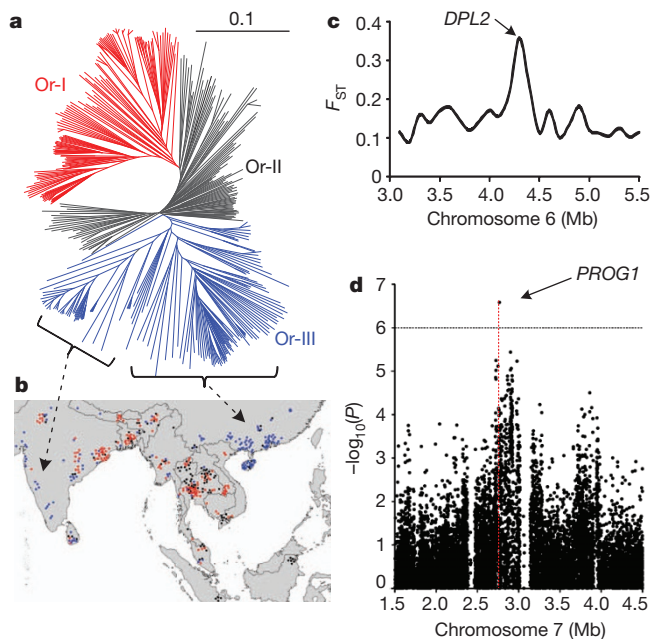 a
0.1
Or-I
Or-II
Or-III
b
c
DPL2
0.4
0.3
0.2
0.1
0
F_ST
3.0 3.5 4.0 4.5 5.0 5.5
Chromosome 6 (Mb)
d
PROG1
7
6
5
4
3
2
1
0
−log10(P)
1.5 2.0 2.5 3.0 3.5 4.0 4.5
Chromosome 7 (Mb)